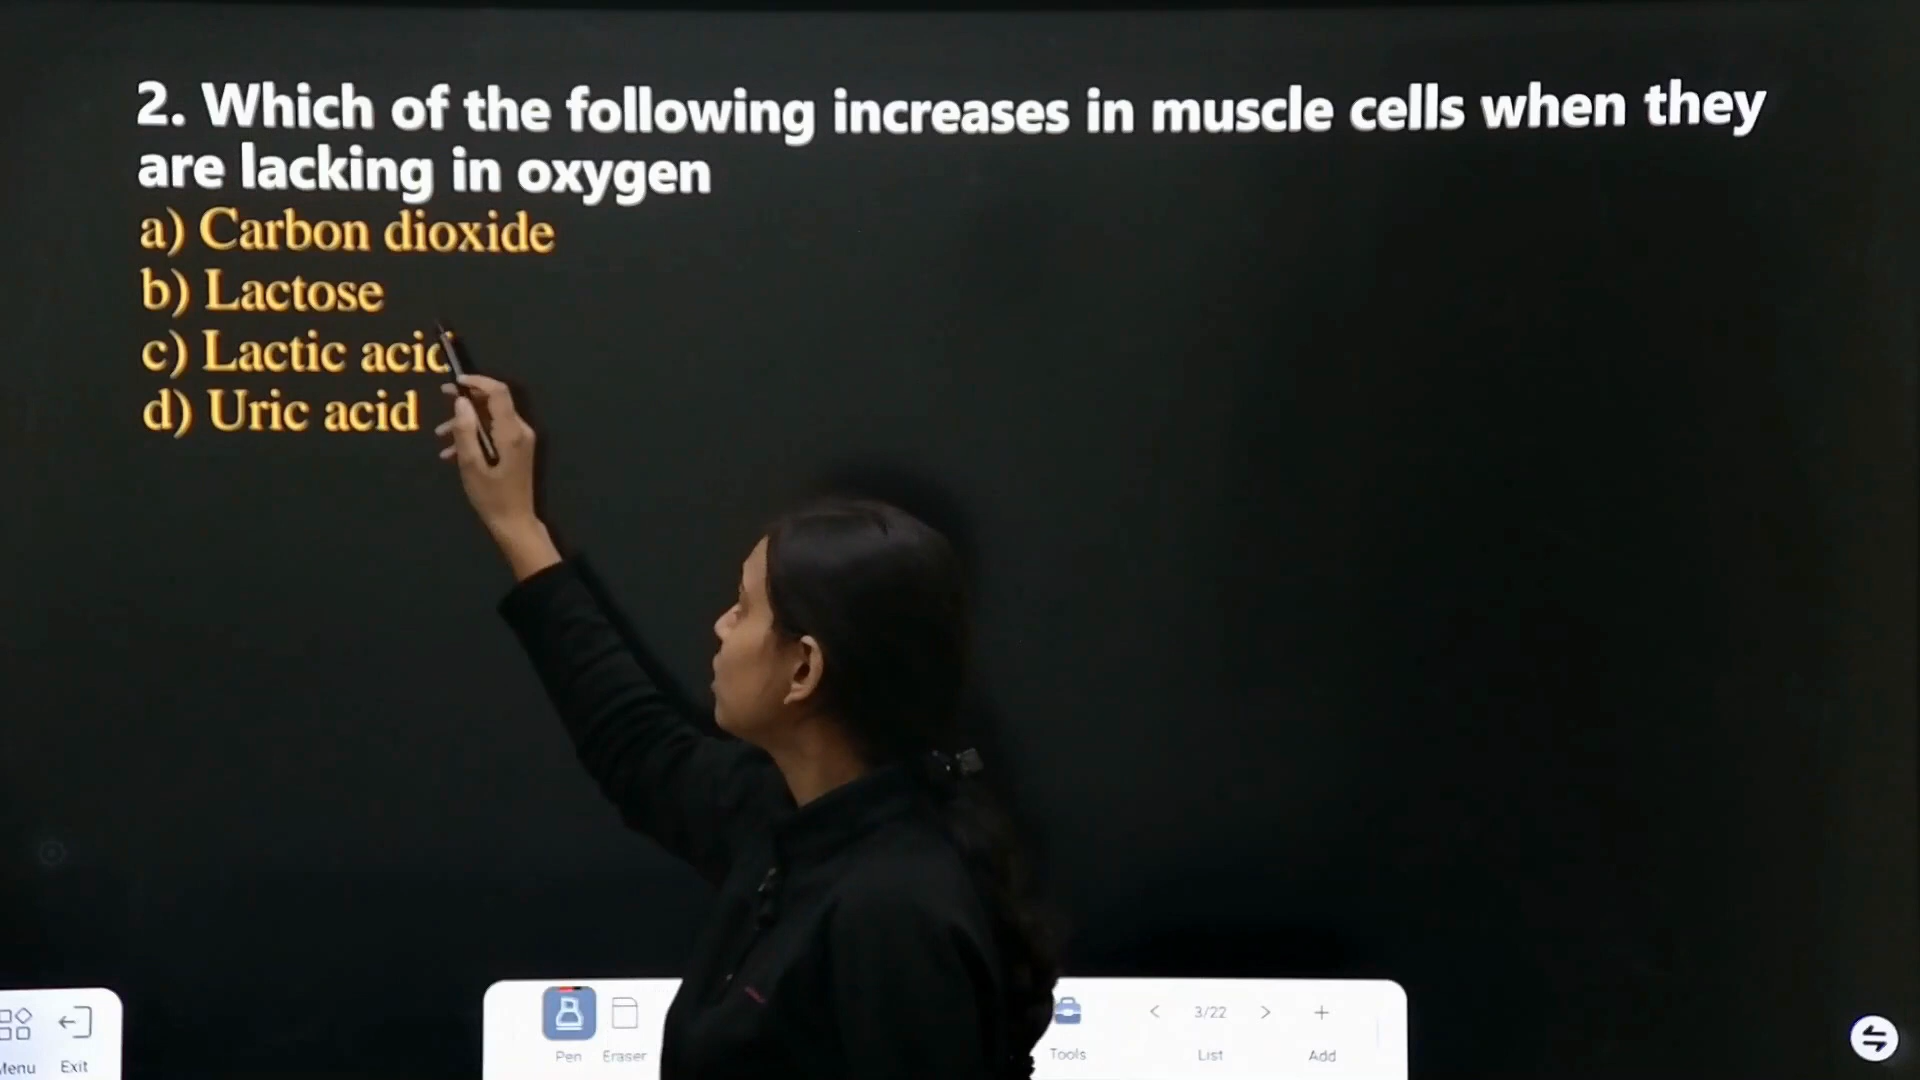 2. Which of the following increases in muscle cells when they
are lacking in oxygen
a) Carbon dioxide
b) Lactose
c) Lactic acid
d) Uric acid
Menu
Exit
Pen
Eraser
Tools
< 3/22 > +
List
Add